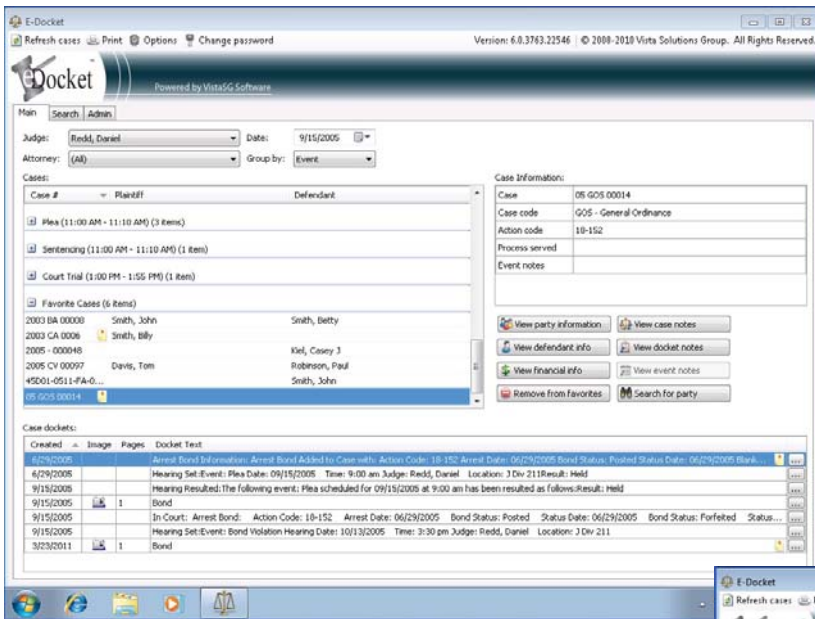 E-Docket
Refresh cases Print Options Change password Version: 6.0.3763.22546 © 2008-2010 Vista Solutions Group. All Rights Reserved.
eDocket
Powered by VistaSG Software
Main Search Admin
Judge: Redd, Daniel Date: 9/15/2005
Attorney: (All) Group by: Event
Cases:
Case # Plaintiff Defendant
Plea (11:00 AM - 11:10 AM) (3 items)
Sentencing (11:00 AM - 11:10 AM) (1 item)
Court Trial (1:00 PM - 1:55 PM) (1 item)
Favorite Cases (6 items)
2003 BA 00008 Smith, John Smith, Betty
2003 CA 0006 Smith, Billy
2005 - 000048 Kiel, Casey J
2005 CV 00097 Davis, Tom Robinson, Paul
45D01-0511-FA-0... Smith, John
05 GOS 00014
Case Information:
Case 05 GOS 00014
Case code GOS - General Ordinance
Action code 18-152
Process served
Event notes
View party information View case notes
View defendant info View docket notes
View financial info View event notes
Remove from favorites Search for party
Case dockets:
Created Image Pages Docket Text
6/29/2005 Arrest Bond Information: Arrest Bond Added to Case with: Action Code: 18-152 Arrest Date: 06/29/2005 Bond Status: Posted Status Date: 06/29/2005 Blank... ...
6/29/2005 Hearing Set:Event: Plea Date: 09/15/2005 Time: 9:00 am Judge: Redd, Daniel Location: J Div 211Result: Held ...
9/15/2005 Hearing Resulted:The following event: Plea scheduled for 09/15/2005 at 9:00 am has been resulted as follows:Result: Held ...
9/15/2005 1 Bond ...
9/15/2005 In Court: Arrest Bond: Action Code: 18-152 Arrest Date: 06/29/2005 Bond Status: Posted Status Date: 06/29/2005 Bond Status: Forfeited Status... ...
9/15/2005 Hearing Set:Event: Bond Violation Hearing Date: 10/13/2005 Time: 3:30 pm Judge: Redd, Daniel Location: J Div 211 ...
3/23/2011 1 Bond ...
E-Docket
Refresh cases